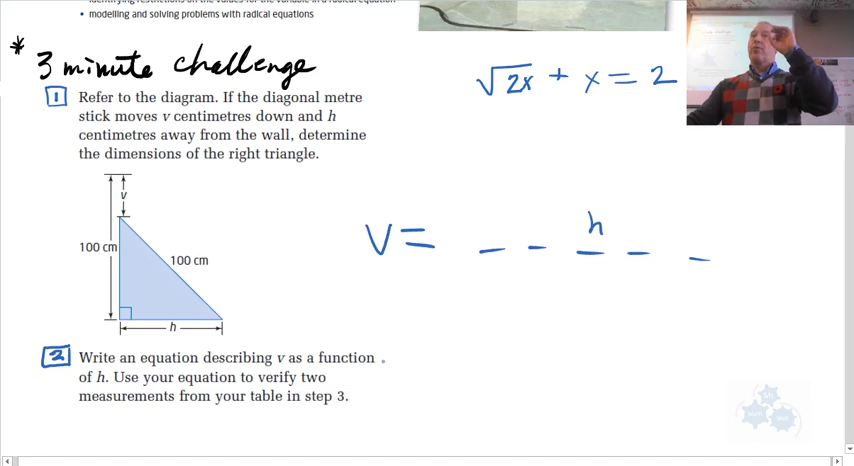 • modelling and solving problems with radical equations
* 3 minute challenge
√2x + x = 2
1 Refer to the diagram. If the diagonal metre
stick moves v centimetres down and h
centimetres away from the wall, determine
the dimensions of the right triangle.
v
100 cm
100 cm
h
V = _ _ h _ _
2 Write an equation describing v as a function
of h. Use your equation to verify two
measurements from your table in step 3.